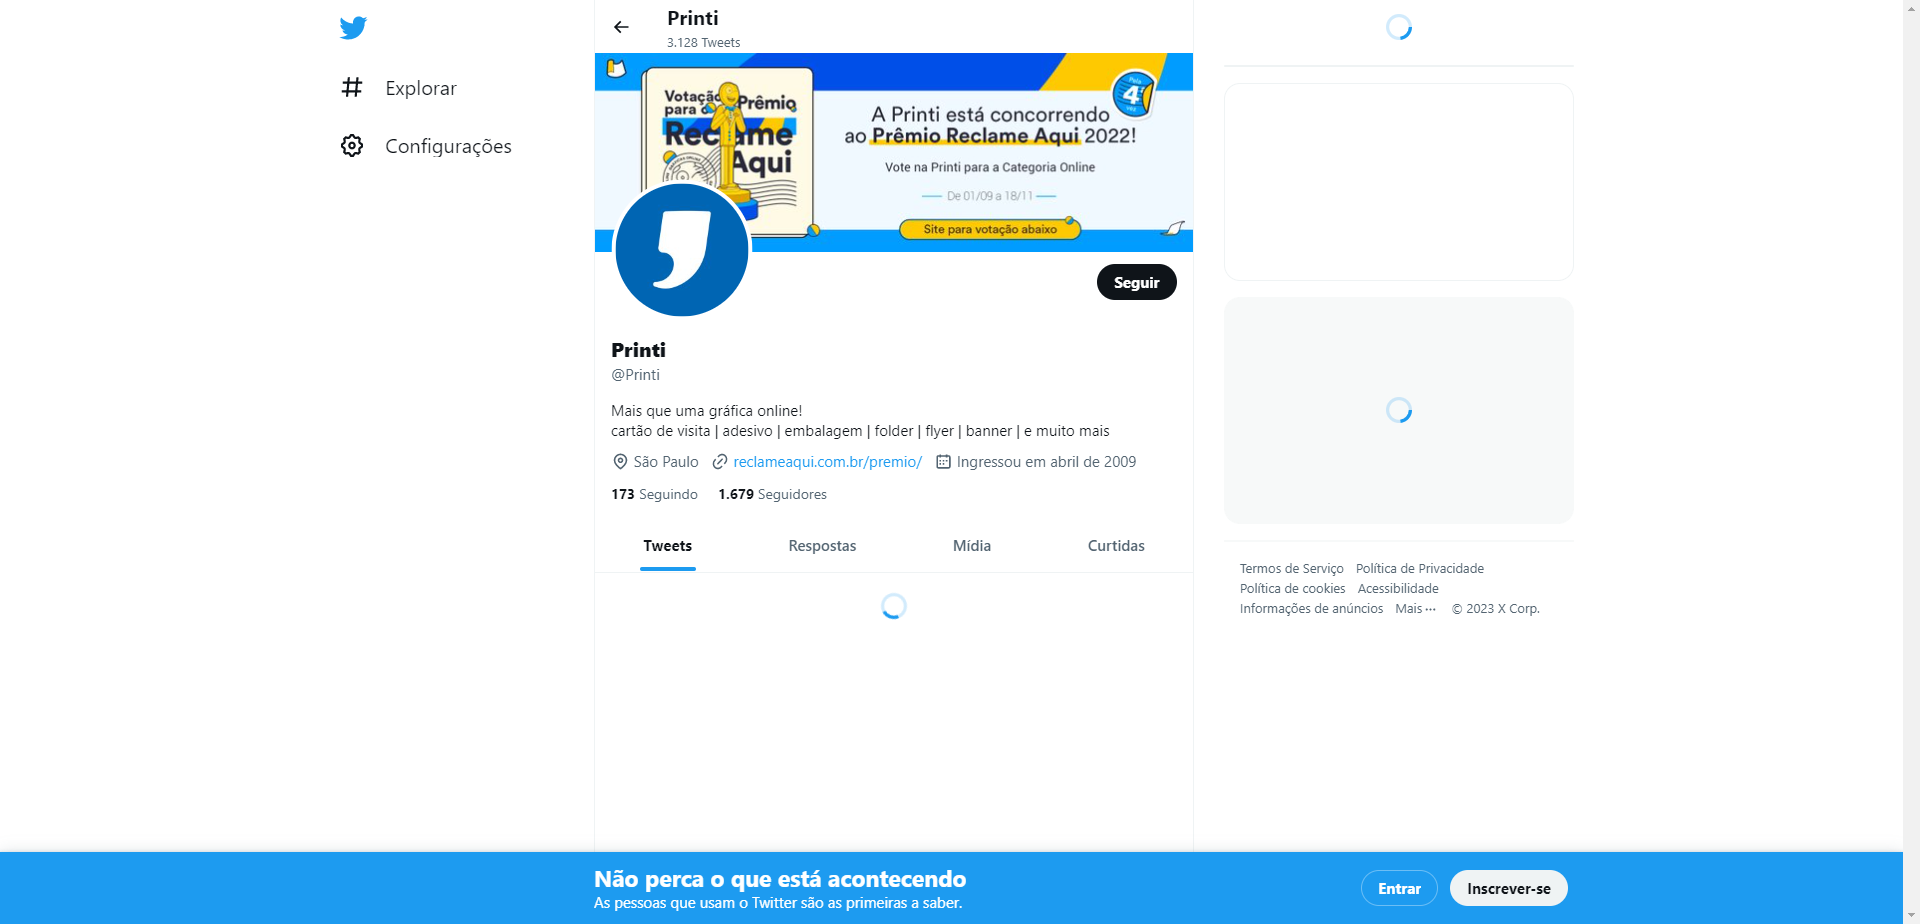 Explorar
Configurações
Printi
3.128 Tweets
Votação
para o Prêmio
Reclame
Aqui
A Printi está concorrendo
ao Prêmio Reclame Aqui 2022!
Vote na Printi para a Categoria Online
De 01/09 a 18/11
Site para votação abaixo
4ª
Seguir
Printi
@Printi
Mais que uma gráfica online!
cartão de visita | adesivo | embalagem | folder | flyer | banner | e muito mais
São Paulo reclameaqui.com.br/premio/ Ingressou em abril de 2009
173 Seguindo 1.679 Seguidores
Tweets Respostas Mídia Curtidas
Termos de Serviço Política de Privacidade
Política de cookies Acessibilidade
Informações de anúncios Mais ··· © 2023 X Corp.
Não perca o que está acontecendo
As pessoas que usam o Twitter são as primeiras a saber.
Entrar Inscrever-se